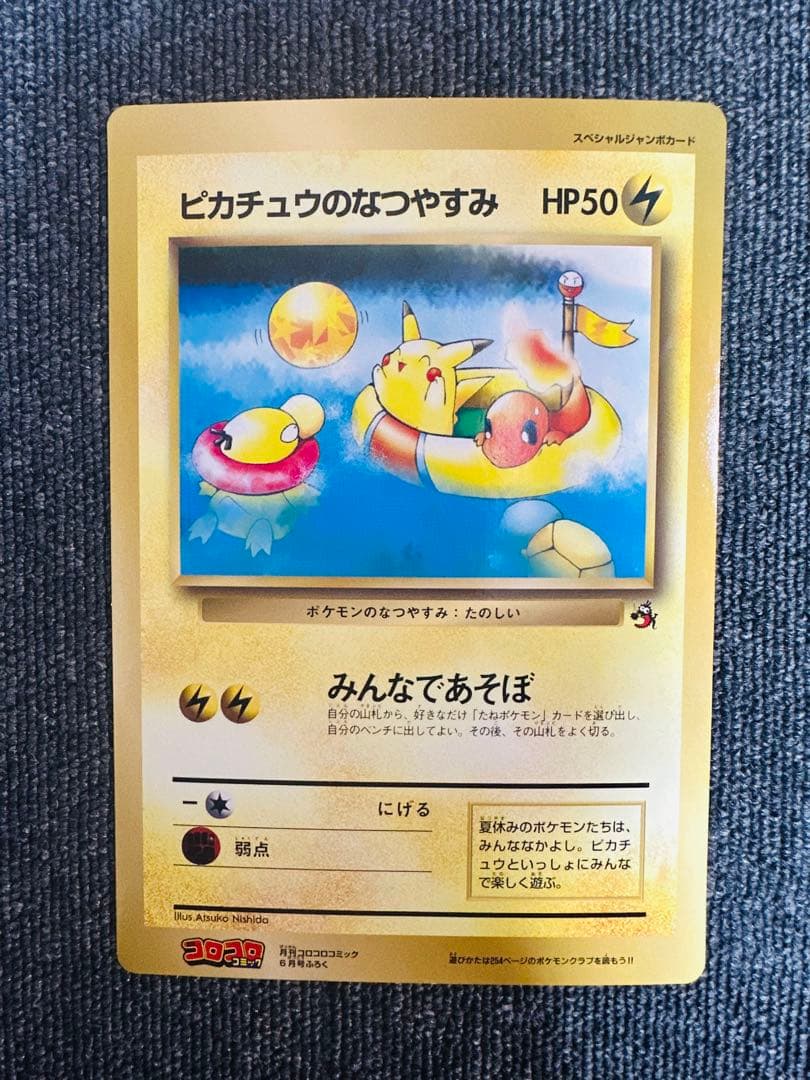 スペシャルジャンボカード
ピカチュウのなつやすみ HP50
ポケモンのなつやすみ：たのしい
みんなであそぼ
自分の山札から、好きなだけ「たねポケモン」カードを選び出し、
自分のベンチに出してよい。その後、その山札をよく切る。
にげる
弱点
夏休みのポケモンたちは、
みんななかよし。ピカチ
ュウといっしょにみんな
で楽しく遊ぶ。
Illus.Atsuko Nishida
コロコロ
コミック
月刊コロコロコミック
6月号ふろく
遊びかたは254ページのポケモンクラブを読もう!!